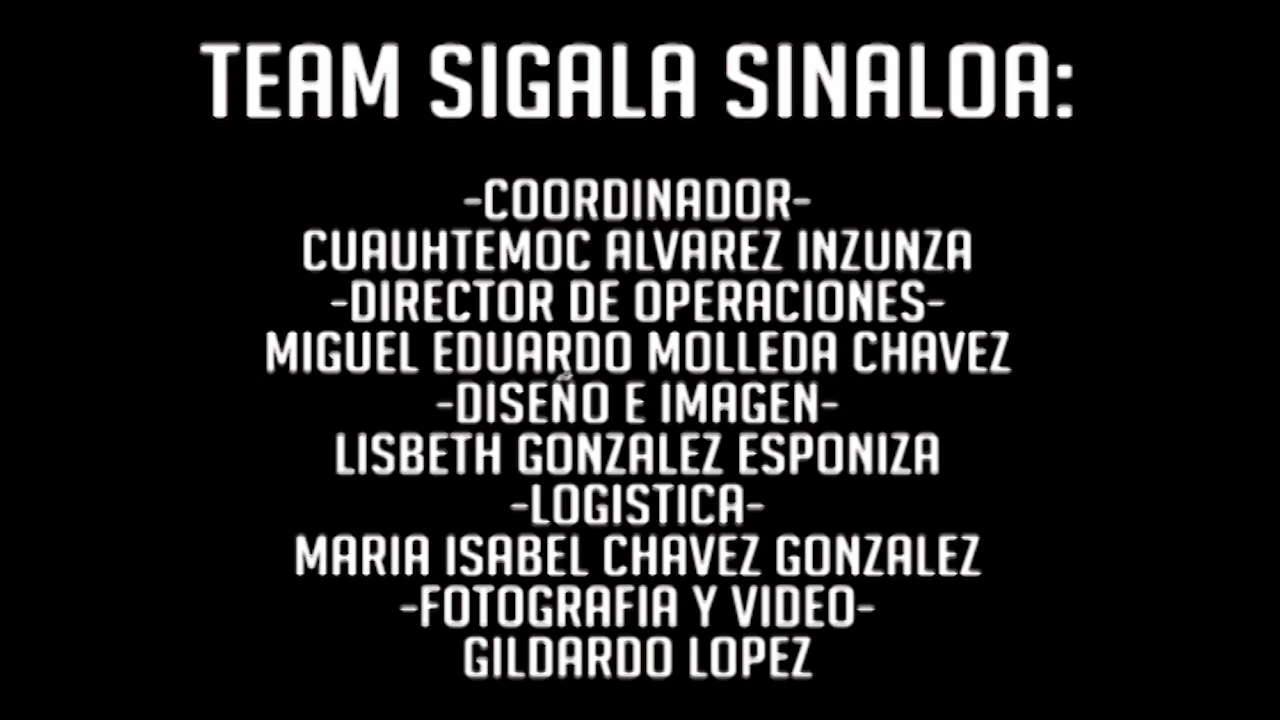 TEAM SIGALA SINALOA:
-COORDINADOR-
CUAUHTEMOC ALVAREZ INZUNZA
-DIRECTOR DE OPERACIONES-
MIGUEL EDUARDO MOLLEDA CHAVEZ
-DISEÑO E IMAGEN-
LISBETH GONZALEZ ESPONIZA
-LOGISTICA-
MARIA ISABEL CHAVEZ GONZALEZ
-FOTOGRAFIA Y VIDEO-
GILDARDO LOPEZ